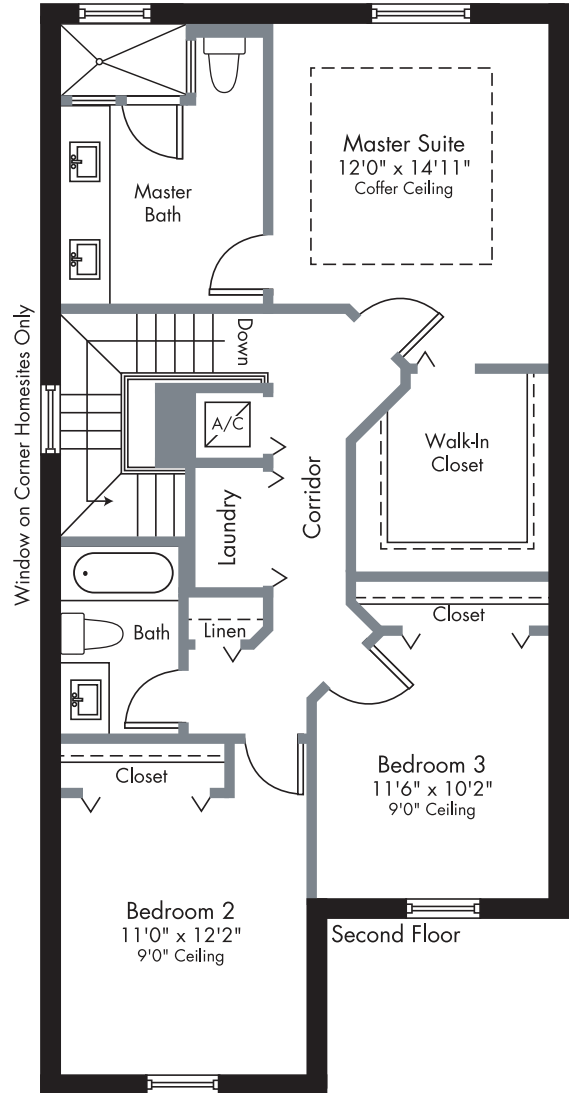 Master Suite
12'0" x 14'11"
Coffer Ceiling
Master
Bath
Window on Corner Homesites Only
Down
A/C
Walk-In
Closet
Corridor
Laundry
Closet
Linen
Bath
Bedroom 3
11'6" x 10'2"
9'0" Ceiling
Closet
Bedroom 2
11'0" x 12'2"
9'0" Ceiling
Second Floor